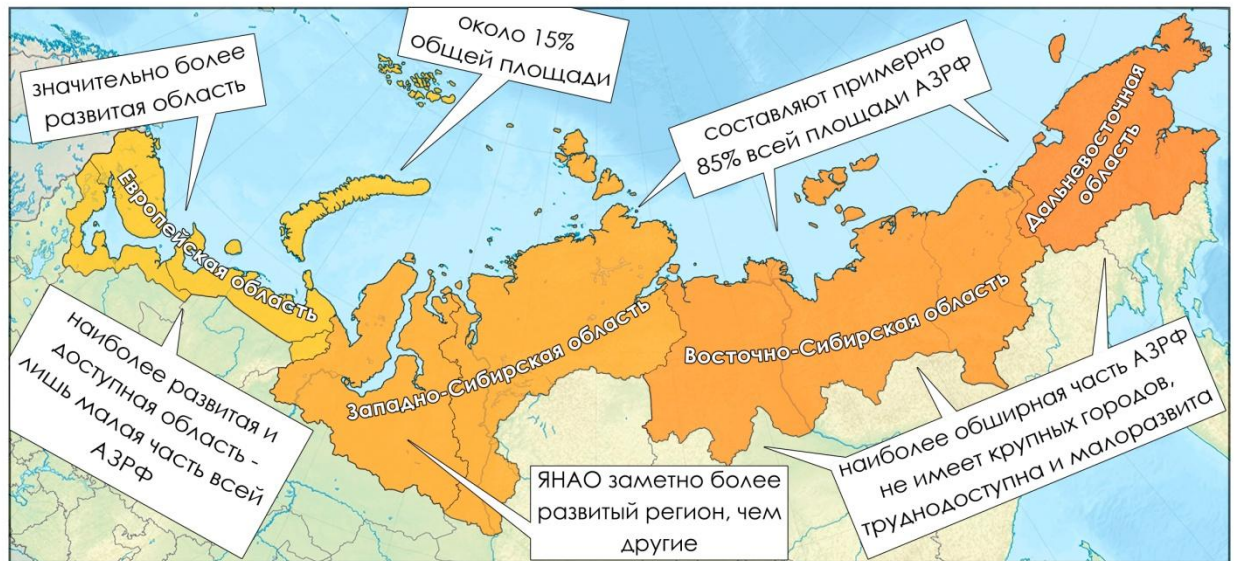 значительно более
развитая область
около 15%
общей площади
составляют примерно
85% всей площади АЗРФ
Европейская область
Западно-Сибирская область
Восточно-Сибирская область
Дальневосточная
область
наиболее развитая и
доступная область -
лишь малая часть всей
АЗРФ
ЯНАО заметно более
развитый регион, чем
другие
наиболее обширная часть АЗРФ
не имеет крупных городов,
труднодоступна и малоразвита